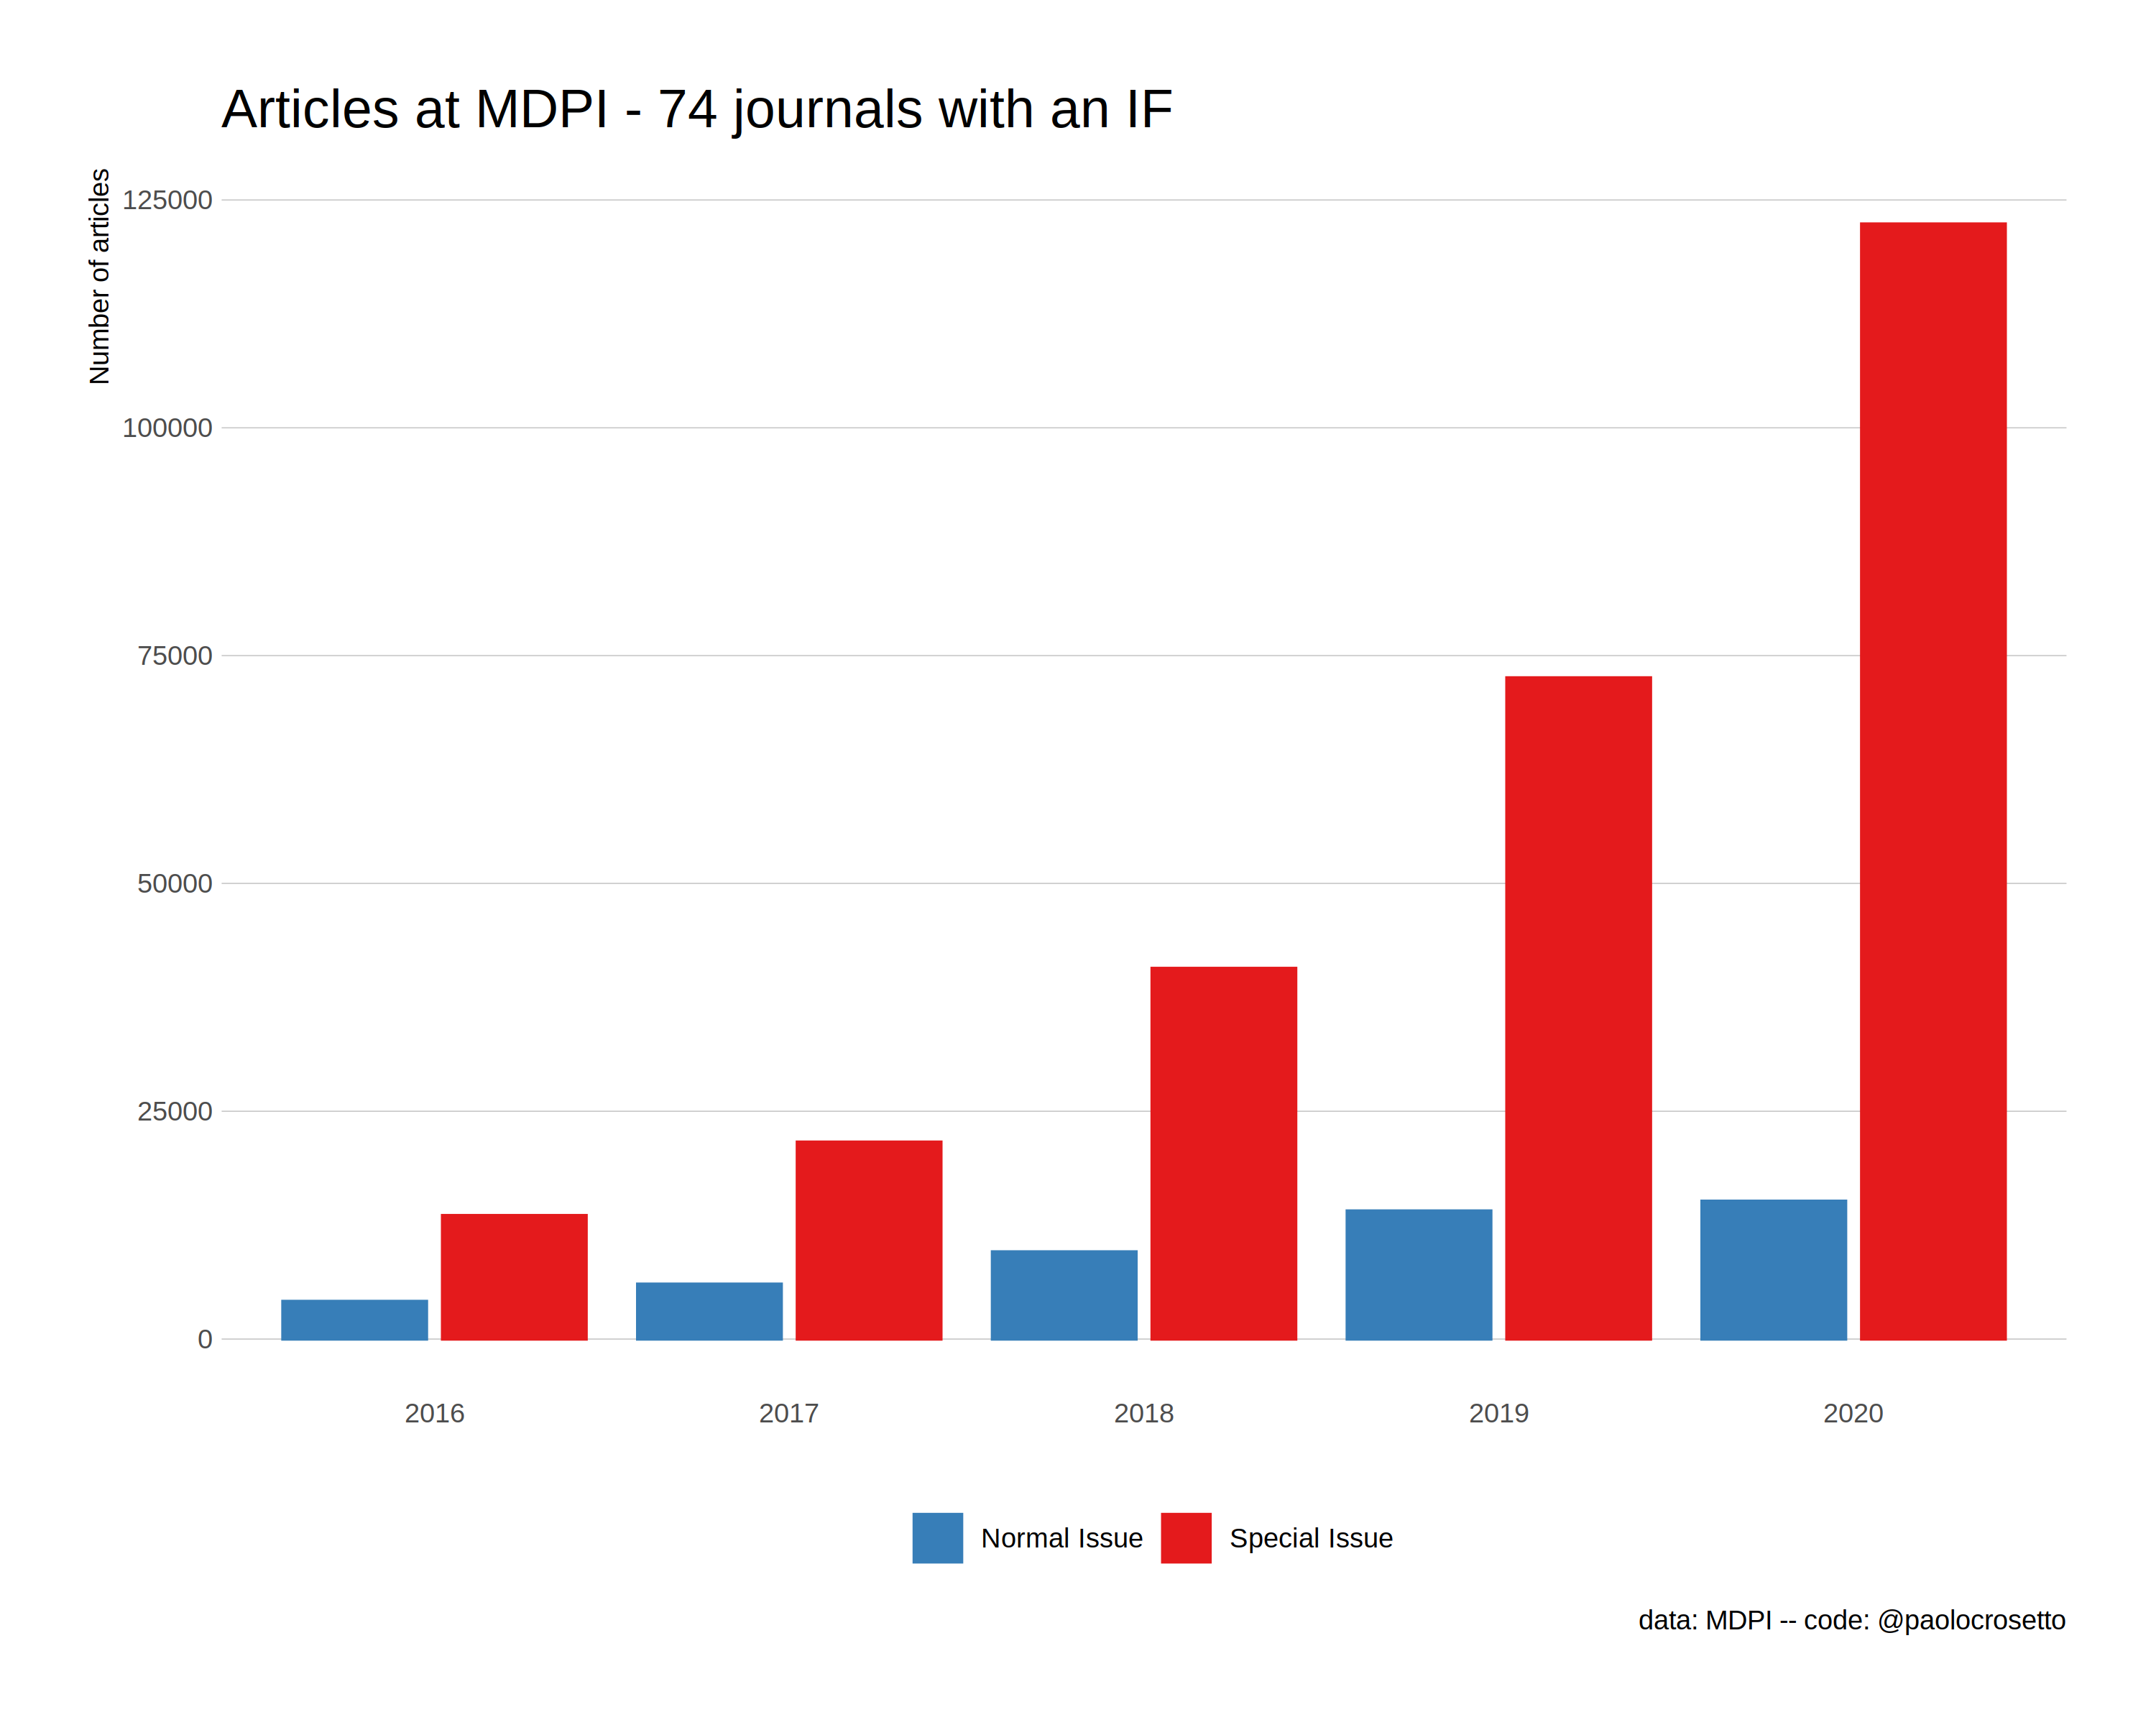 Articles at MDPI - 74 journals with an IF
Number of articles
125000
100000
75000
50000
25000
0
2016 2017 2018 2019 2020
Normal Issue Special Issue
data: MDPI -- code: @paolocrosetto